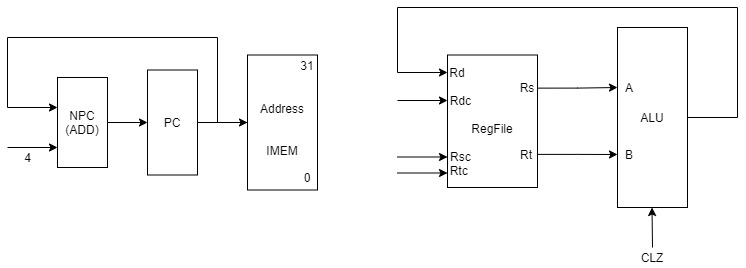 NPC
(ADD)
4
PC
31
Address
IMEM
0
Rd
Rdc
RegFile
Rsc
Rtc
Rs
Rt
A
ALU
B
CLZ